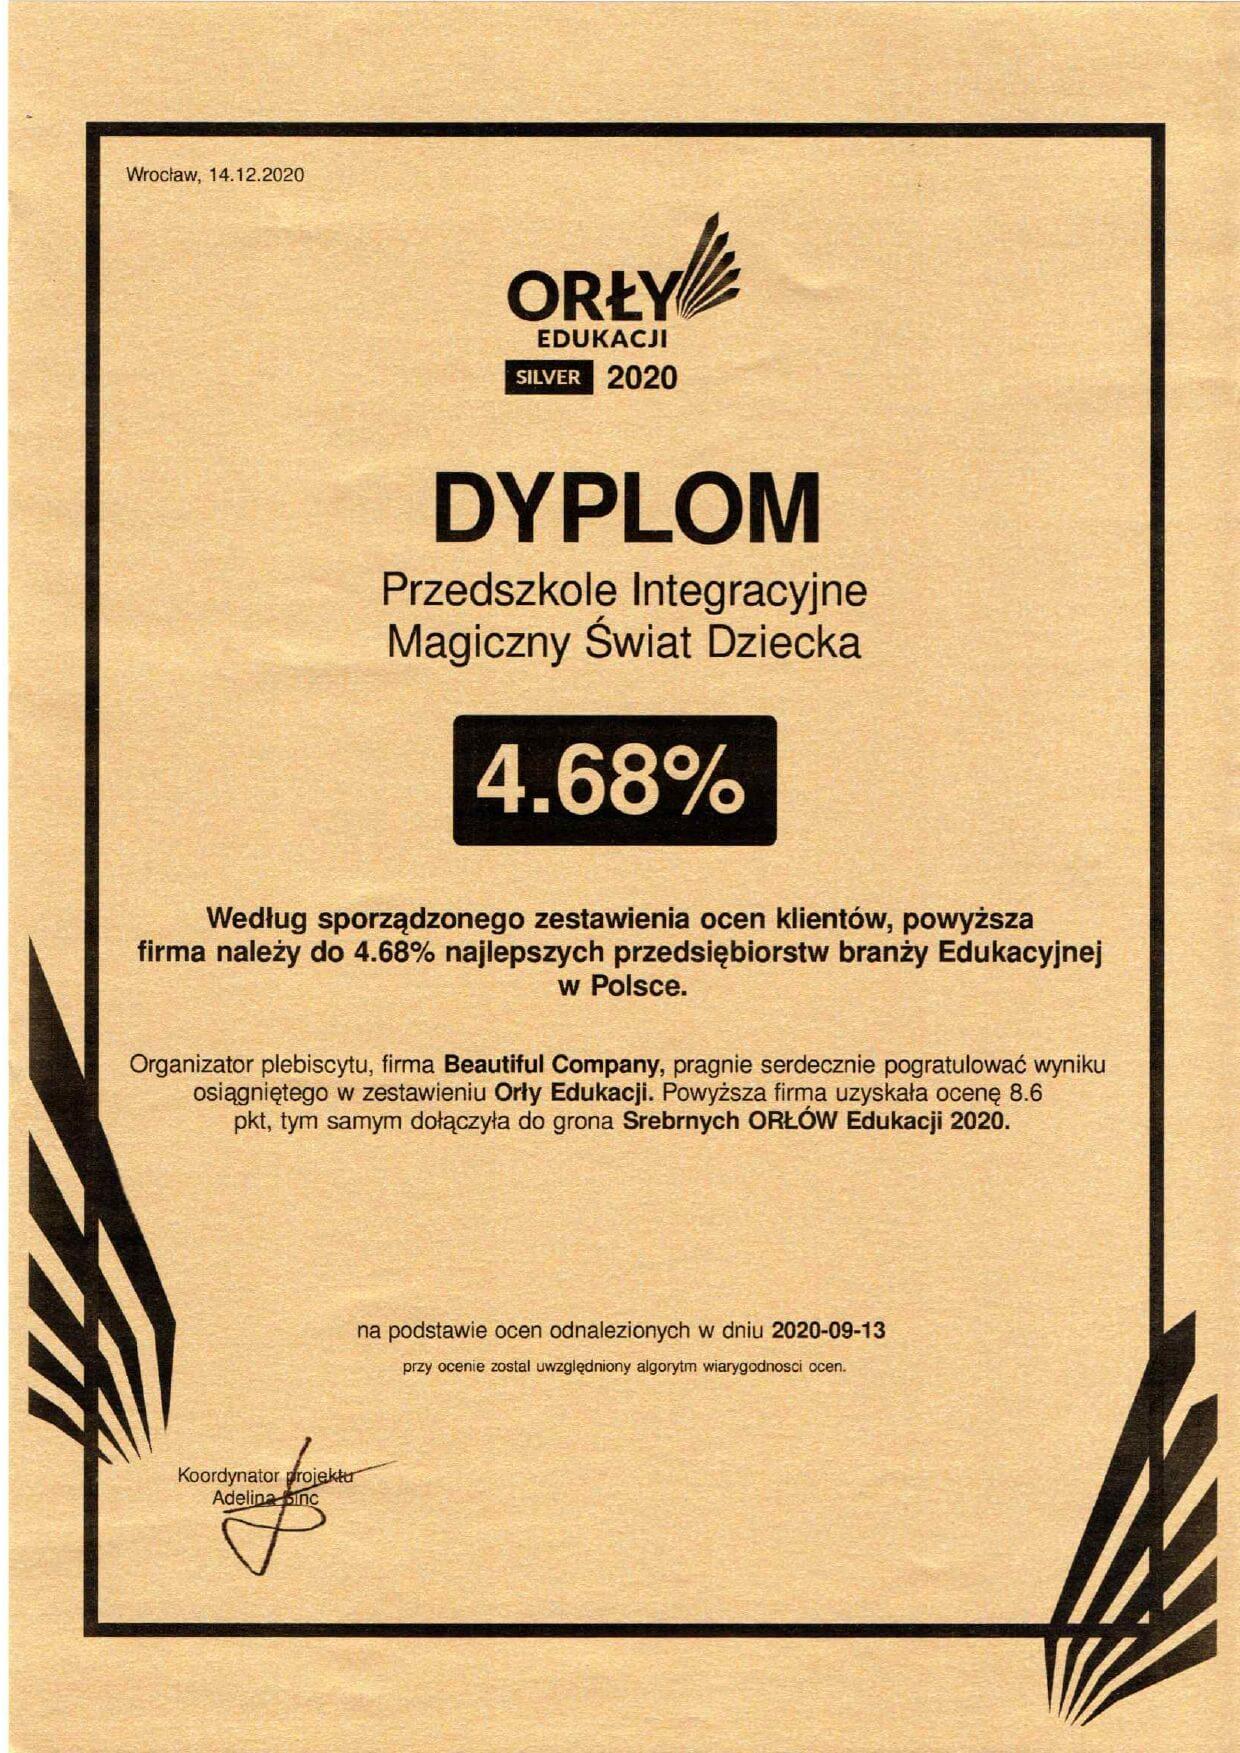 Wrocław, 14.12.2020
ORŁY
EDUKACJI
SILVER 2020
DYPLOM
Przedszkole Integracyjne
Magiczny Świat Dziecka
4.68%
Według sporządzonego zestawienia ocen klientów, powyższa
firma należy do 4.68% najlepszych przedsiębiorstw branży Edukacyjnej
w Polsce.
Organizator plebiscytu, firma Beautiful Company, pragnie serdecznie pogratulować wyniku
osiągniętego w zestawieniu Orły Edukacji. Powyższa firma uzyskała ocenę 8.6
pkt, tym samym dołączyła do grona Srebrnych ORŁÓW Edukacji 2020.
na podstawie ocen odnalezionych w dniu 2020-09-13
przy ocenie zostal uwzględniony algorytm wiarygodnosci ocen.
Koordynator projektu
Adelina